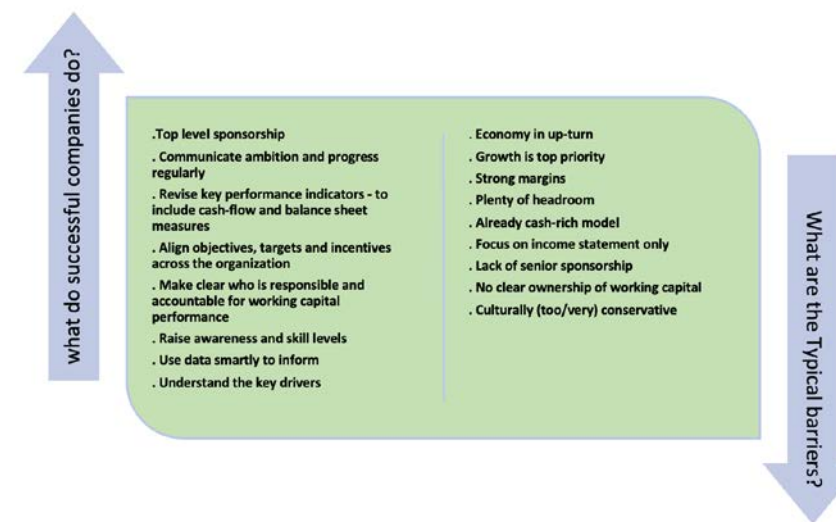 what do successful companies do?
.Top level sponsorship
. Communicate ambition and progress
regularly
. Revise key performance indicators - to
include cash-flow and balance sheet
measures
. Align objectives, targets and incentives
across the organization
. Make clear who is responsible and
accountable for working capital
performance
. Raise awareness and skill levels
. Use data smartly to inform
. Understand the key drivers
. Economy in up-turn
. Growth is top priority
. Strong margins
. Plenty of headroom
. Already cash-rich model
. Focus on income statement only
. Lack of senior sponsorship
. No clear ownership of working capital
. Culturally (too/very) conservative
What are the Typical barriers?